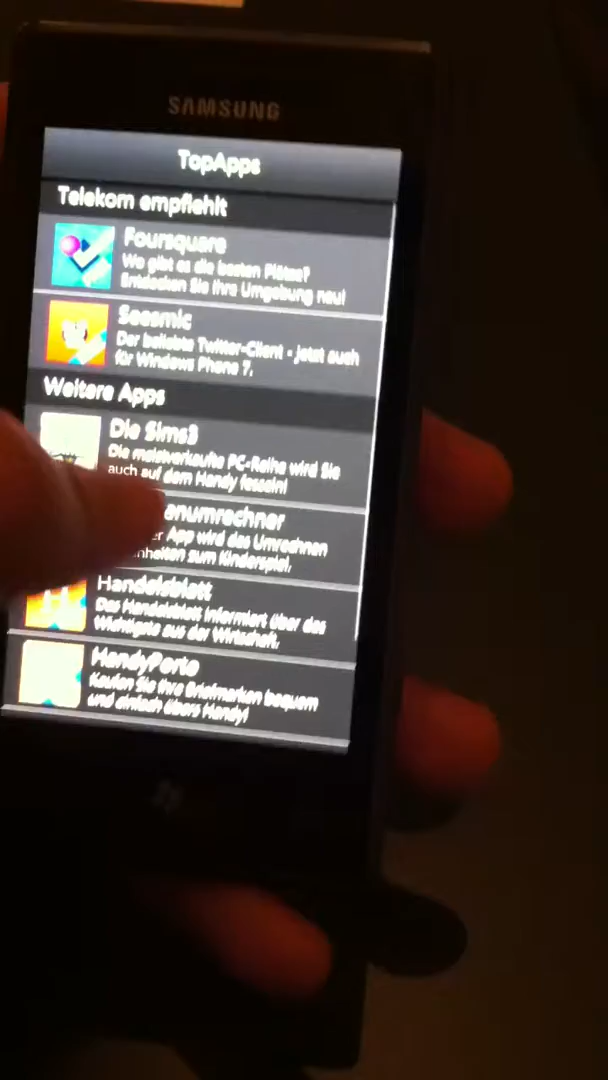 SAMSUNG
TopApps
Telekom empfiehlt
Foursquare
Wo gibt es die besten Plätze?
Entdecken Sie Ihre Umgebung neu!
Seesmic
Der beliebte Twitter-Client - jetzt auch
für Windows Phone 7.
Weitere Apps
Die Sims3
Die meistverkaufte PC-Reihe wird Sie
auch auf dem Handy fesseln!
anumrechner
er App wird das Umrechnen
nheiten zum Kinderspiel.
Handelsblatt
Das Handelsblatt informiert über das
Wichtigste aus der Wirtschaft.
HandyPorto
Kaufen Sie Ihre Briefmarken bequem
und einfach übers Handy!